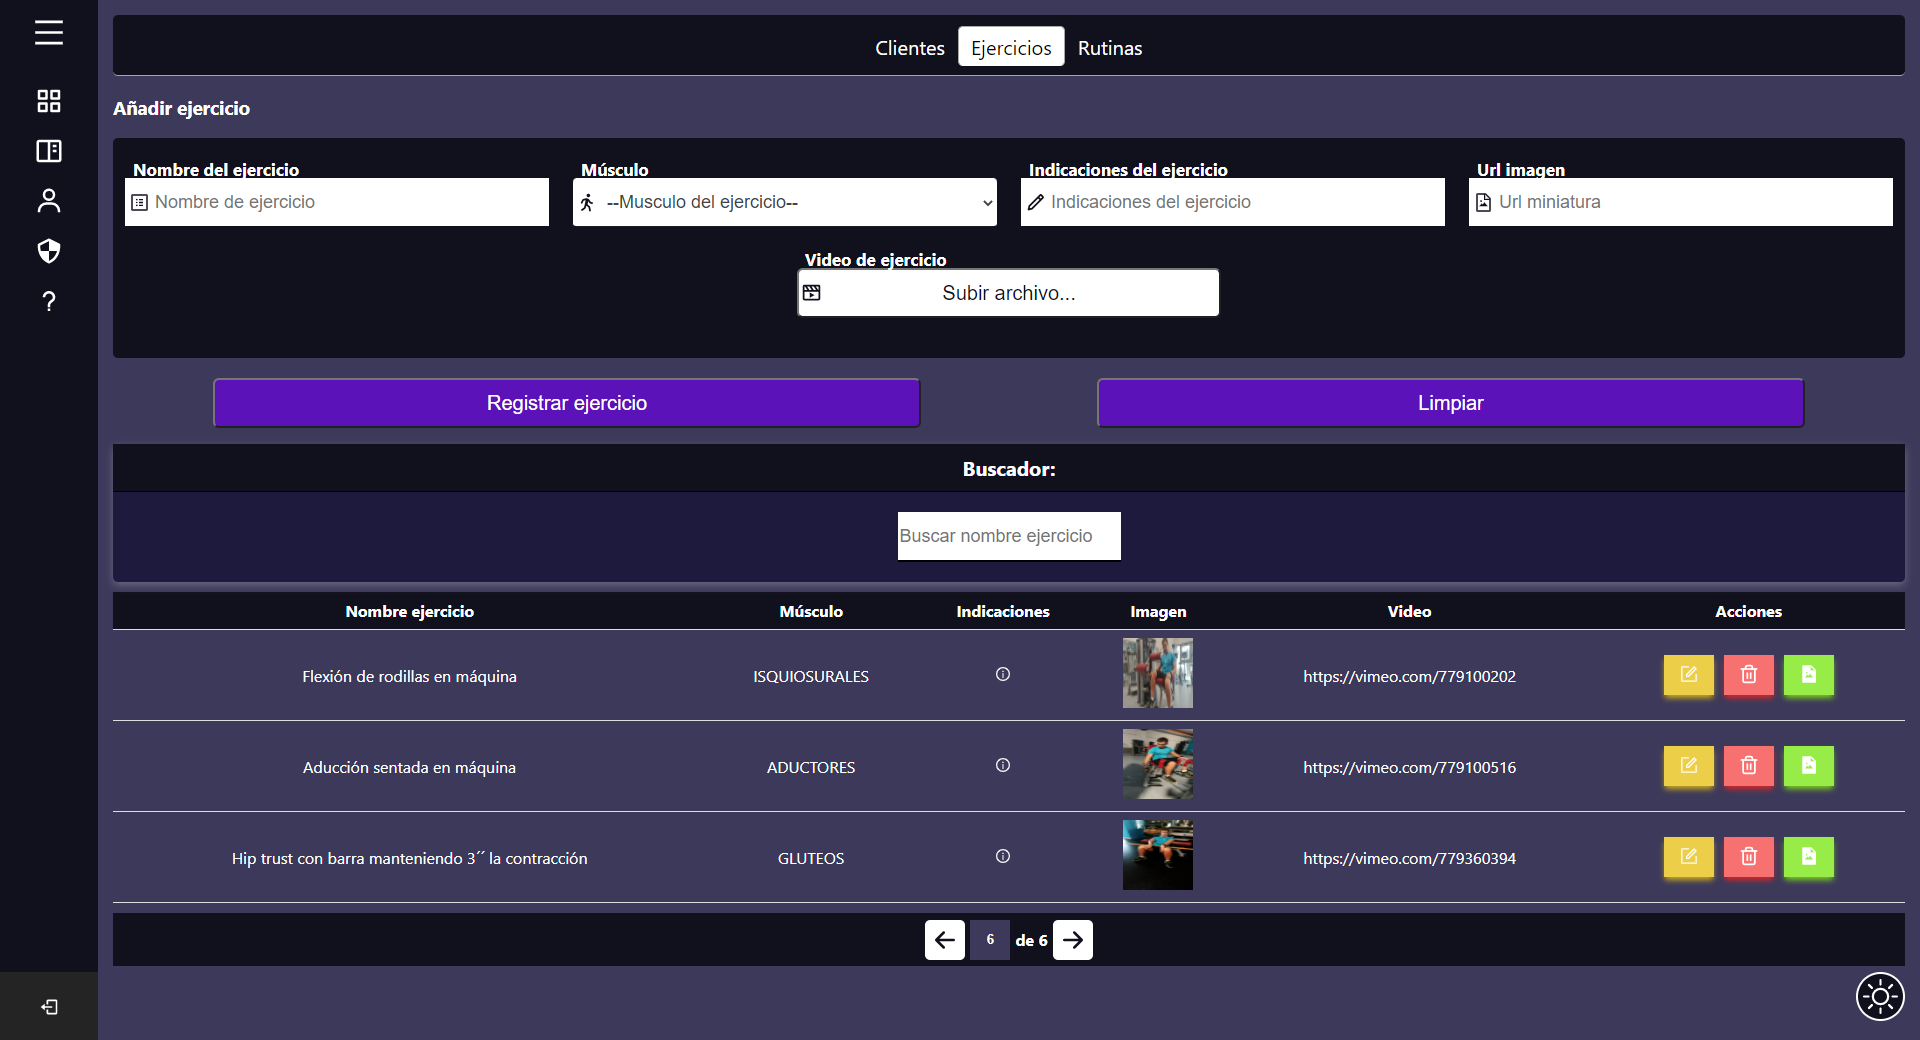 Clientes Ejercicios Rutinas
Añadir ejercicio
Nombre del ejercicio Músculo Indicaciones del ejercicio Url imagen
Nombre de ejercicio --Musculo del ejercicio-- Indicaciones del ejercicio Url miniatura
Video de ejercicio
Subir archivo...
Registrar ejercicio Limpiar
Buscador:
Buscar nombre ejercicio
Nombre ejercicio Músculo Indicaciones Imagen Video Acciones
Flexión de rodillas en máquina ISQUIOSURALES https://vimeo.com/779100202
Aducción sentada en máquina ADUCTORES https://vimeo.com/779100516
Hip trust con barra manteniendo 3´´ la contracción GLUTEOS https://vimeo.com/779360394
6 de 6